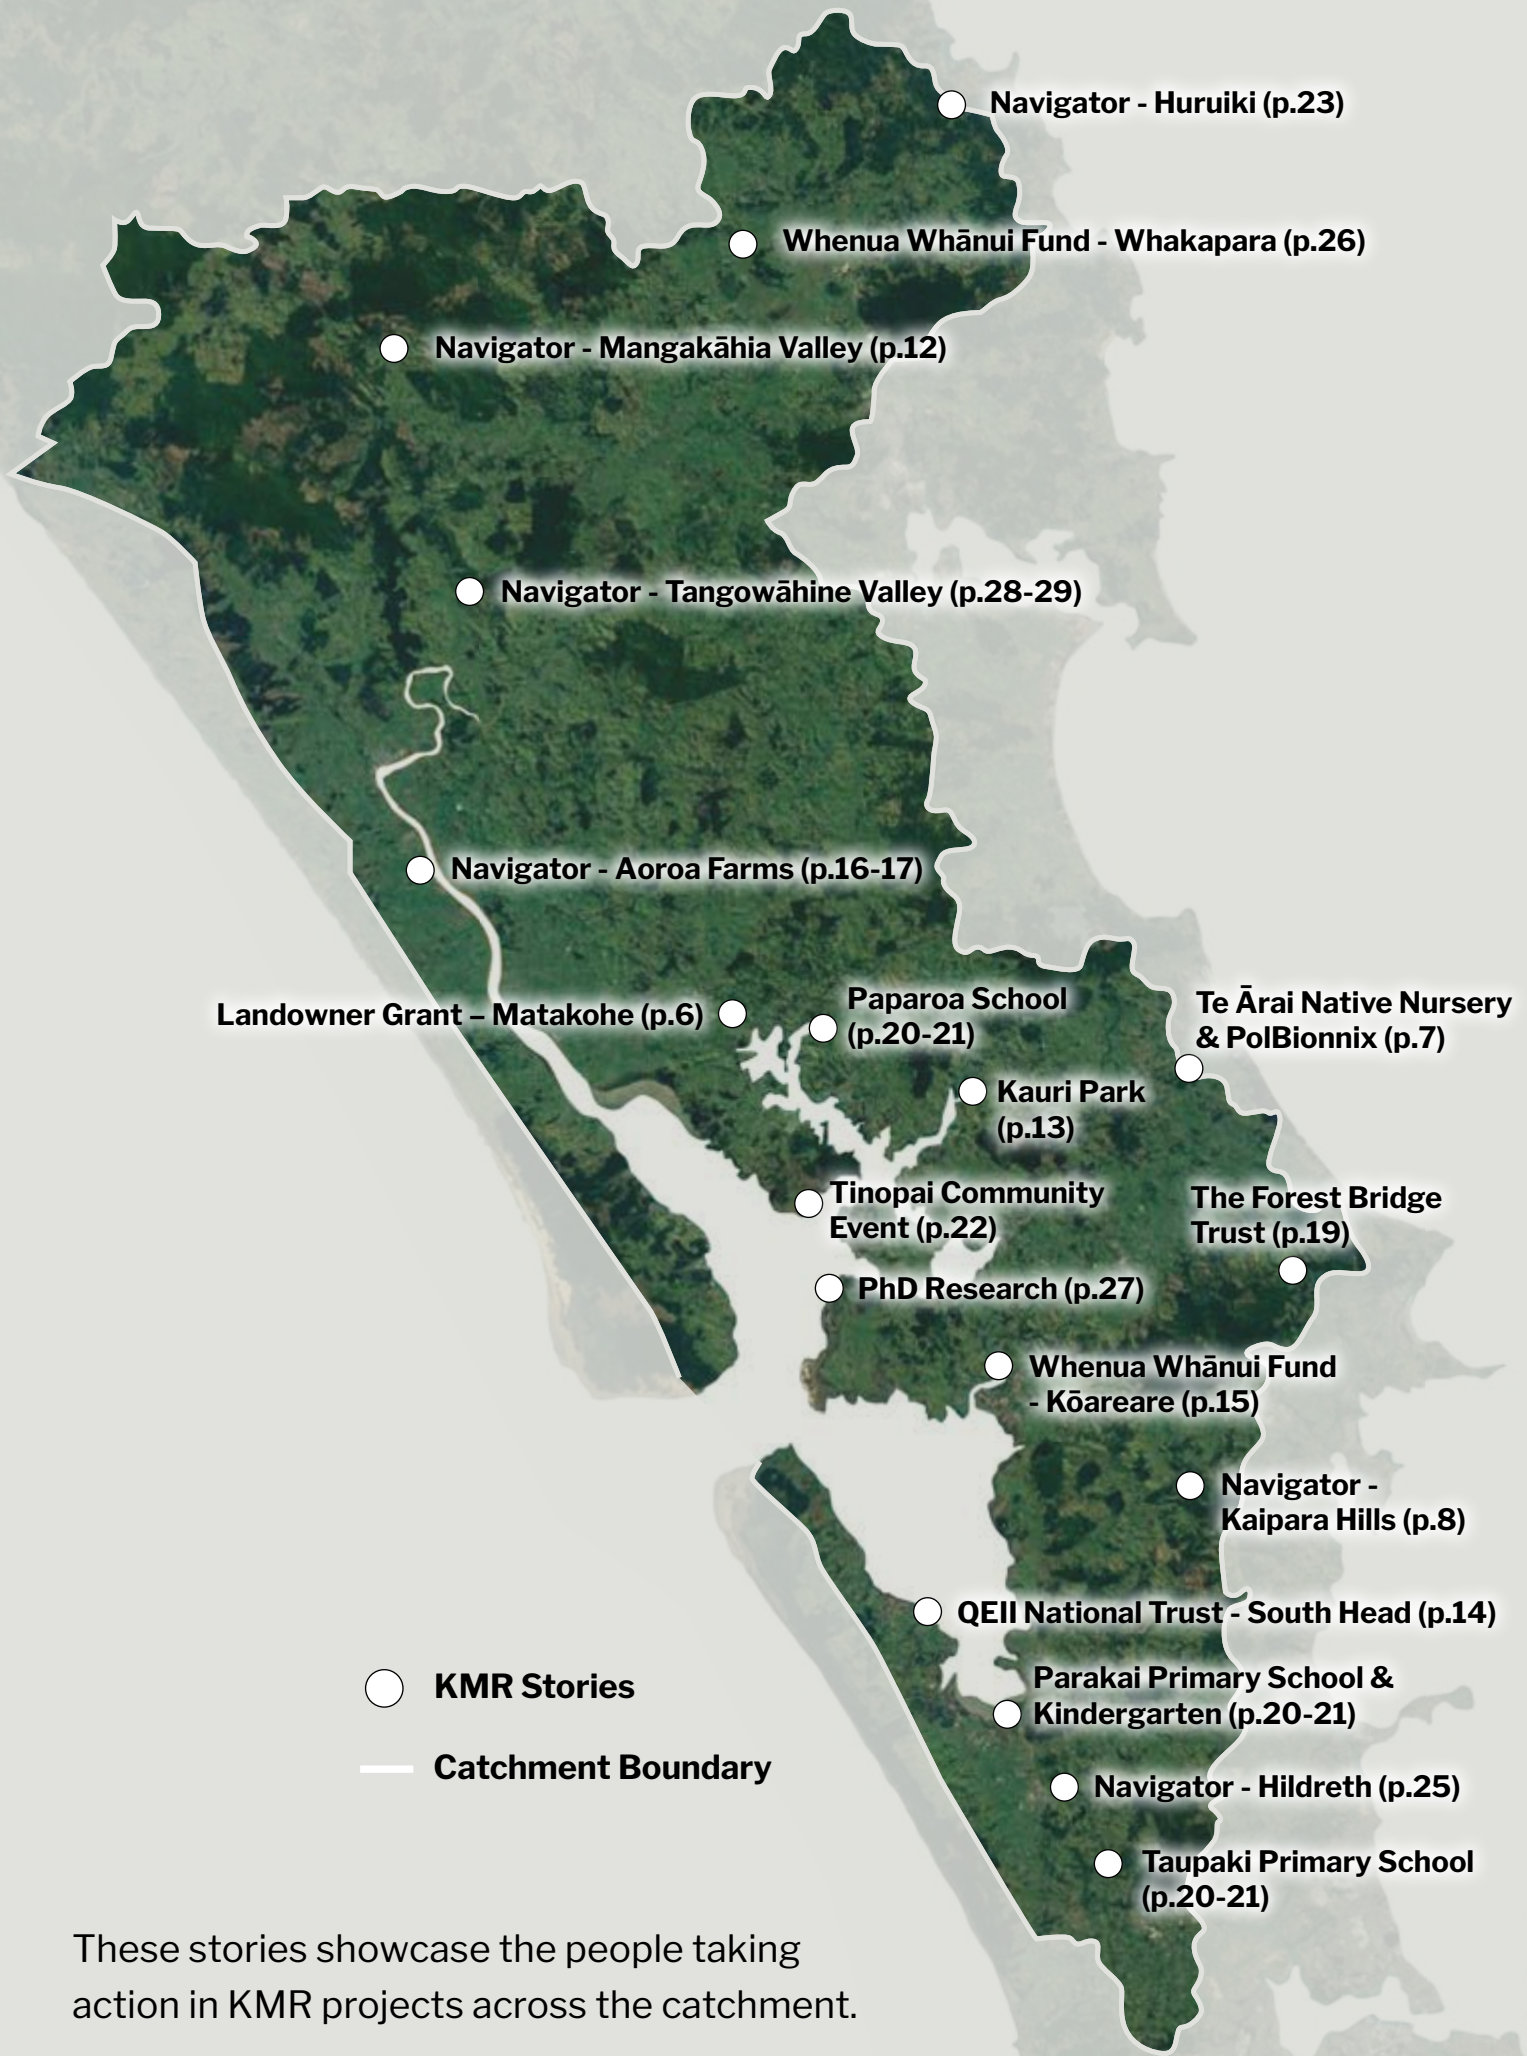 Navigator - Huruiki (p.23)
Whenua Whānui Fund - Whakapara (p.26)
Navigator - Mangakāhia Valley (p.12)
Navigator - Tangowāhine Valley (p.28-29)
Navigator - Aoroa Farms (p.16-17)
Landowner Grant – Matakohe (p.6)
Paparoa School
(p.20-21)
Te Ārai Native Nursery
& PolBionnix (p.7)
Kauri Park
(p.13)
Tinopai Community
Event (p.22)
The Forest Bridge
Trust (p.19)
PhD Research (p.27)
Whenua Whānui Fund
- Kōareare (p.15)
Navigator -
Kaipara Hills (p.8)
QEII National Trust - South Head (p.14)
Parakai Primary School &
Kindergarten (p.20-21)
Navigator - Hildreth (p.25)
Taupaki Primary School
(p.20-21)
KMR Stories
Catchment Boundary
These stories showcase the people taking
action in KMR projects across the catchment.